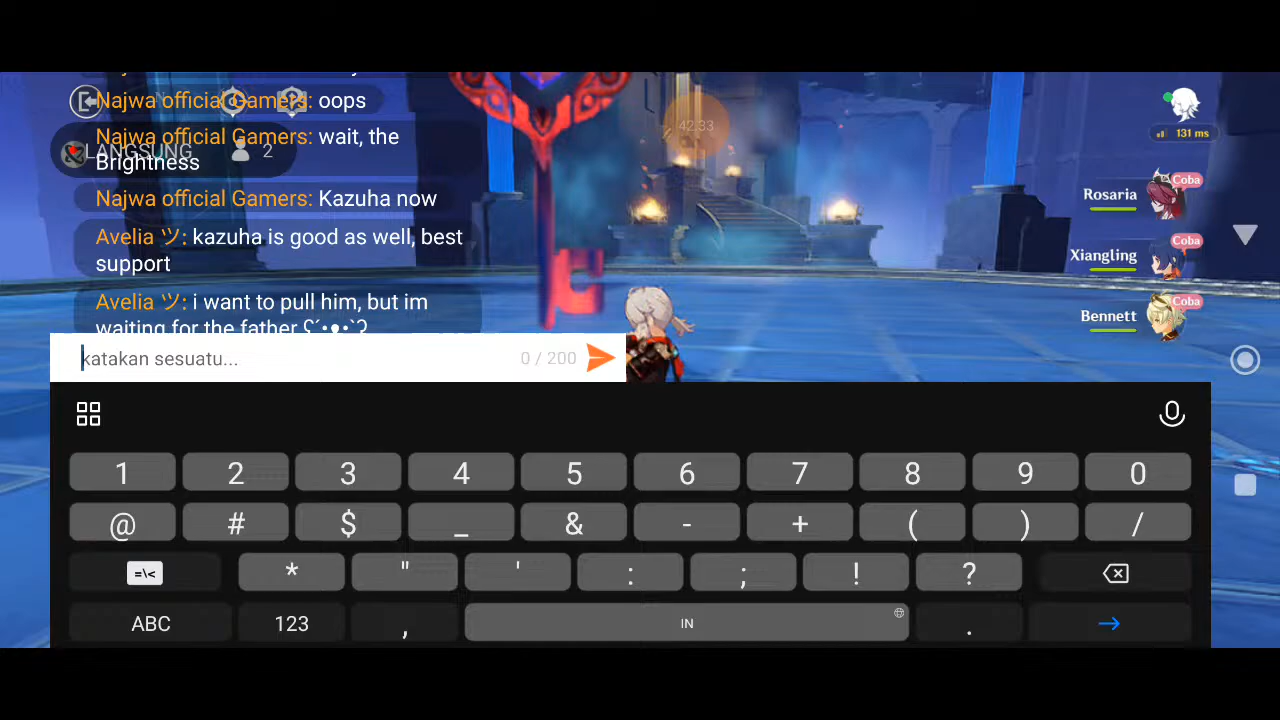 Najwa official Gamers: oops
Najwa official Gamers: wait, the
Brightness
LANGSUNG 2
Najwa official Gamers: Kazuha now
Avelia ツ: kazuha is good as well, best
support
Avelia ツ: i want to pull him, but im
waiting for the father ʕ´•ᴥ•`ʔ
42:33
131 ms
Rosaria Coba
Xiangling Coba
Bennett Coba
katakan sesuatu... 0 / 200
1 2 3 4 5 6 7 8 9 0
@ # $ _ & - + ( ) /
=\< * " ' : ; ! ?
ABC 123 , IN .